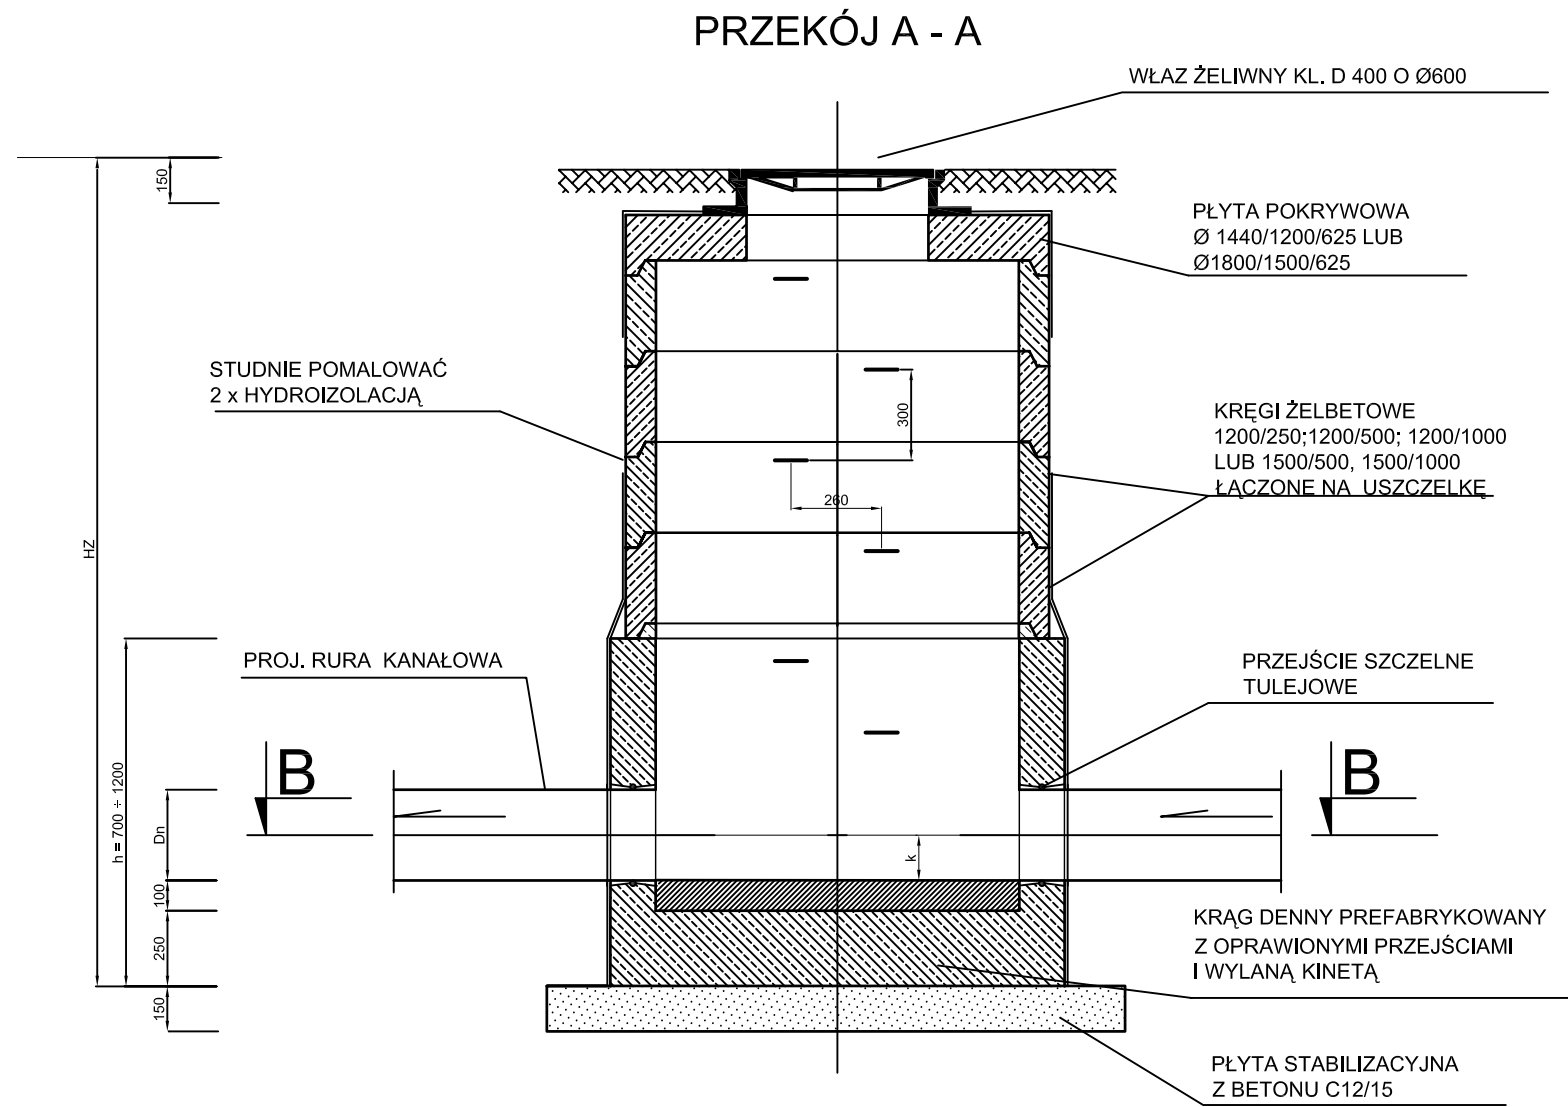 PRZEKÓJ A - A
WŁAZ ŻELIWNY KL. D 400 O Ø600
150
PŁYTA POKRYWOWA
Ø 1440/1200/625 LUB
Ø1800/1500/625
STUDNIE POMALOWAĆ
2 x HYDROIZOLACJĄ
300
KRĘGI ŻELBETOWE
1200/250;1200/500; 1200/1000
LUB 1500/500, 1500/1000
ŁĄCZONE NA USZCZELKĘ
260
HZ
PROJ. RURA KANAŁOWA
PRZEJŚCIE SZCZELNE
TULEJOWE
B
B
h = 700 ÷ 1200
Dn
k
100
250
KRĄG DENNY PREFABRYKOWANY
Z OPRAWIONYMI PRZEJŚCIAMI
I WYLANĄ KINETĄ
150
PŁYTA STABILIZACYJNA
Z BETONU C12/15